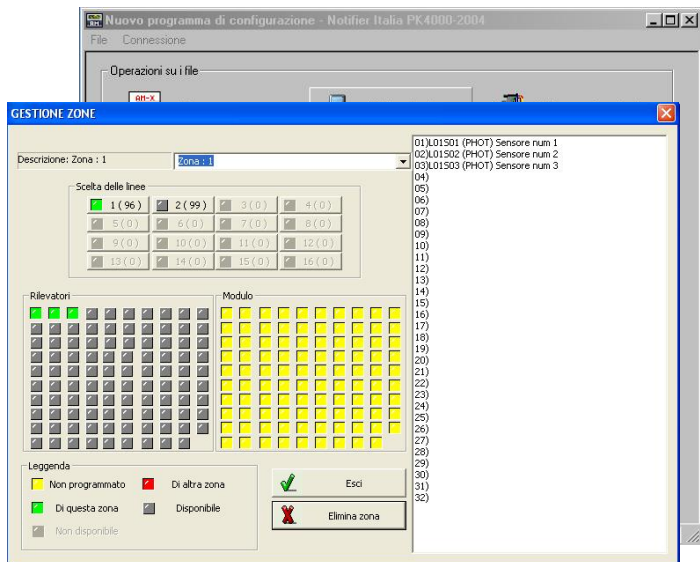 Nuovo programma di configurazione - Notifier Italia PK4000-2004
File Connessione
Operazioni su i file
AM-X
GESTIONE ZONE
Descrizione: Zona : 1
Zona : 1
Scelta delle linee
1 ( 96 ) 2 ( 99 ) 3 ( 0 ) 4 ( 0 )
5 ( 0 ) 6 ( 0 ) 7 ( 0 ) 8 ( 0 )
9 ( 0 ) 10 ( 0 ) 11 ( 0 ) 12 ( 0 )
13 ( 0 ) 14 ( 0 ) 15 ( 0 ) 16 ( 0 )
Rilevatori
Modulo
Leggenda
Non programmato Di altra zona
Di questa zona Disponibile
Non disponibile
Esci
Elimina zona
01)L01S01 (PHOT) Sensore num 1
02)L01S02 (PHOT) Sensore num 2
03)L01S03 (PHOT) Sensore num 3
04)
05)
06)
07)
08)
09)
10)
11)
12)
13)
14)
15)
16)
17)
18)
19)
20)
21)
22)
23)
24)
25)
26)
27)
28)
29)
30)
31)
32)